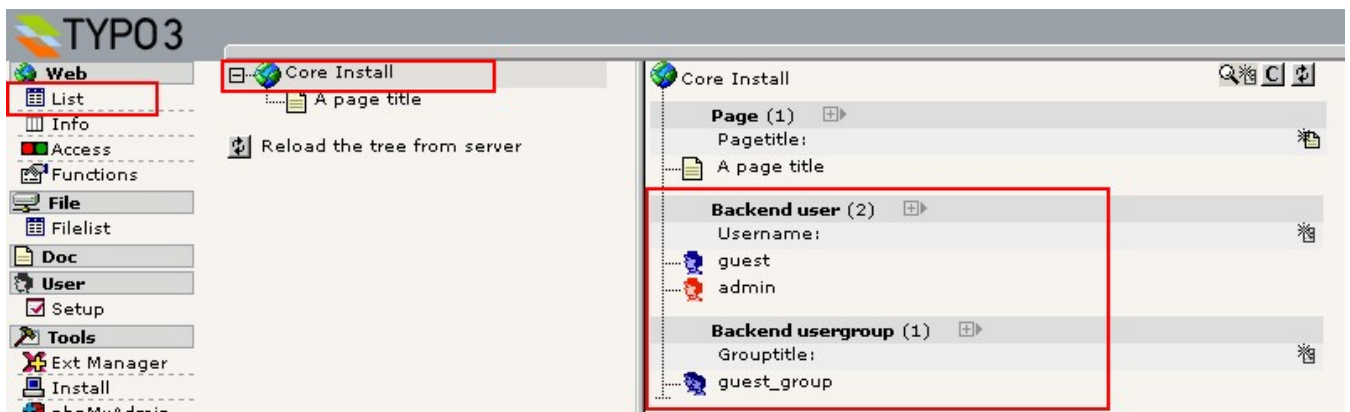 TYPO3
Web
List
Info
Access
Functions
File
Filelist
Doc
User
Setup
Tools
Ext Manager
Install
phpMyAdmin
Core Install
A page title
Reload the tree from server
Core Install
C
Page (1)
Pagetitle:
A page title
Backend user (2)
Username:
guest
admin
Backend usergroup (1)
Grouptitle:
guest_group